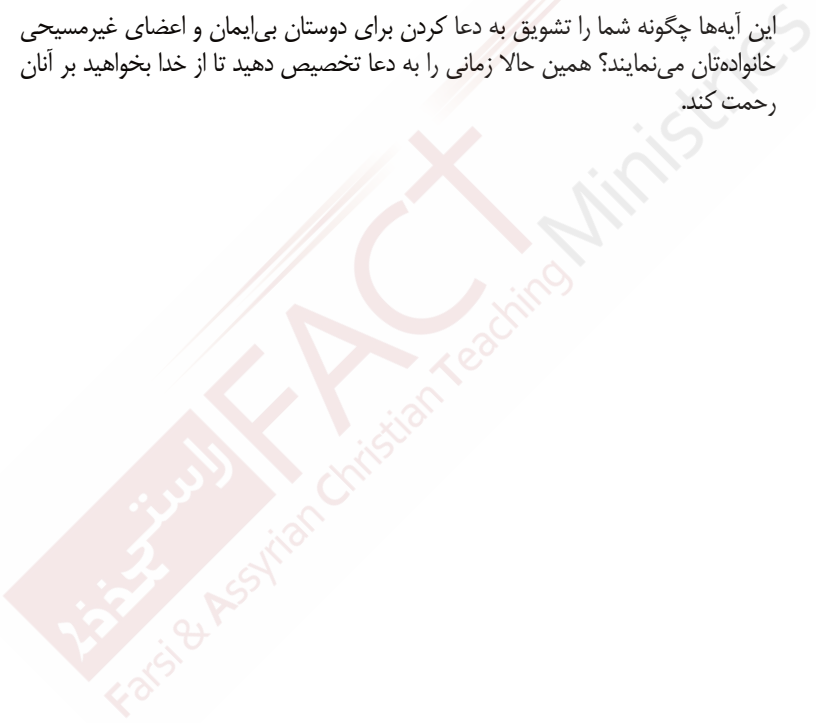 این آیه‌ها چگونه شما را تشویق به دعا کردن برای دوستان بی‌ایمان و اعضای غیرمسیحی
خانواده‌تان می‌نمایند؟ همین حالا زمانی را به دعا تخصیص دهید تا از خدا بخواهید بر آنان
رحمت کند.
راستی
FACT
Ministries
Farsi & Assyrian Christian Teaching